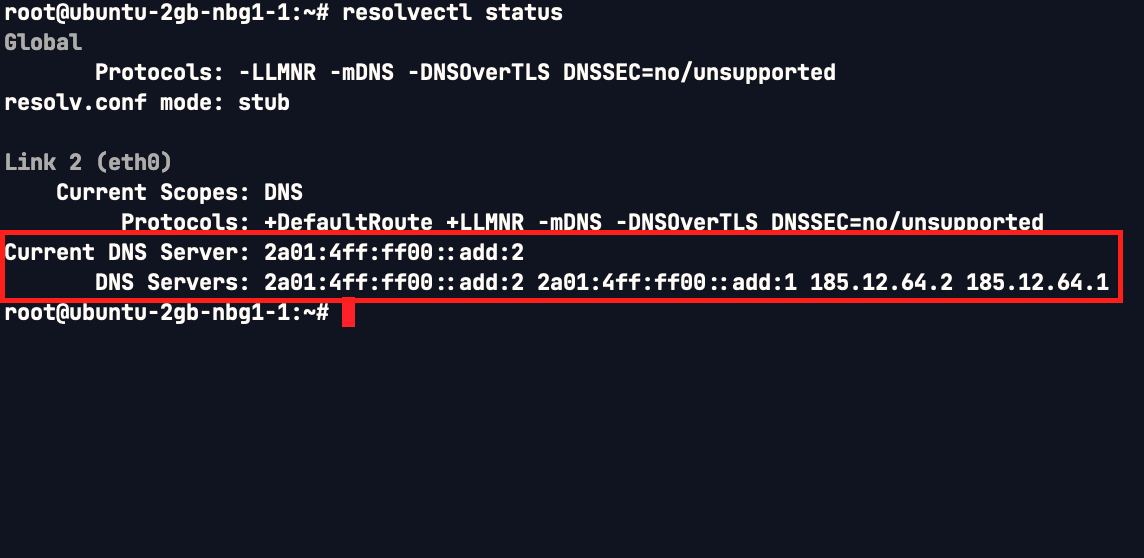 root@ubuntu-2gb-nbg1-1:~# resolvectl status
Global
Protocols: -LLMNR -mDNS -DNSOverTLS DNSSEC=no/unsupported
resolv.conf mode: stub
Link 2 (eth0)
Current Scopes: DNS
Protocols: +DefaultRoute +LLMNR -mDNS -DNSOverTLS DNSSEC=no/unsupported
Current DNS Server: 2a01:4ff:ff00::add:2
DNS Servers: 2a01:4ff:ff00::add:2 2a01:4ff:ff00::add:1 185.12.64.2 185.12.64.1
root@ubuntu-2gb-nbg1-1:~#